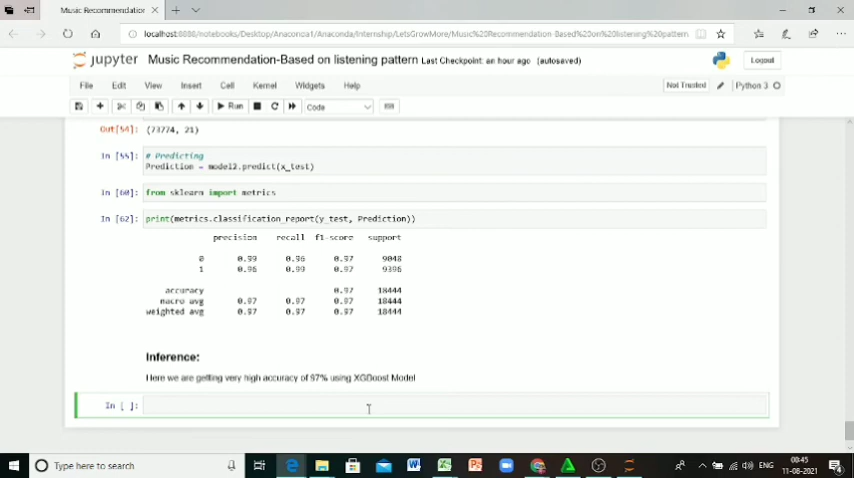 Music Recommendation
localhost:8888/notebooks/Desktop/Anaconda1/Anaconda/Internship/LetsGrowMore/Music%20Recommendation-Based%20on%20listening%20pattern
jupyter Music Recommendation-Based on listening pattern Last Checkpoint: an hour ago (autosaved) Logout
File Edit View Insert Cell Kernel Widgets Help Not Trusted Python 3
Run Code
Out[54]: (73774, 21)
In [55]: # Predicting
Prediction = model2.predict(x_test)
In [60]: from sklearn import metrics
In [62]: print(metrics.classification_report(y_test, Prediction))
precision recall f1-score support
0 0.99 0.96 0.97 9048
1 0.96 0.99 0.97 9396
accuracy 0.97 18444
macro avg 0.97 0.97 0.97 18444
weighted avg 0.97 0.97 0.97 18444
Inference:
Here we are getting very high accuracy of 97% using XGBoost Model
In [ ]:
Type here to search
ENG
00:45
11-08-2021